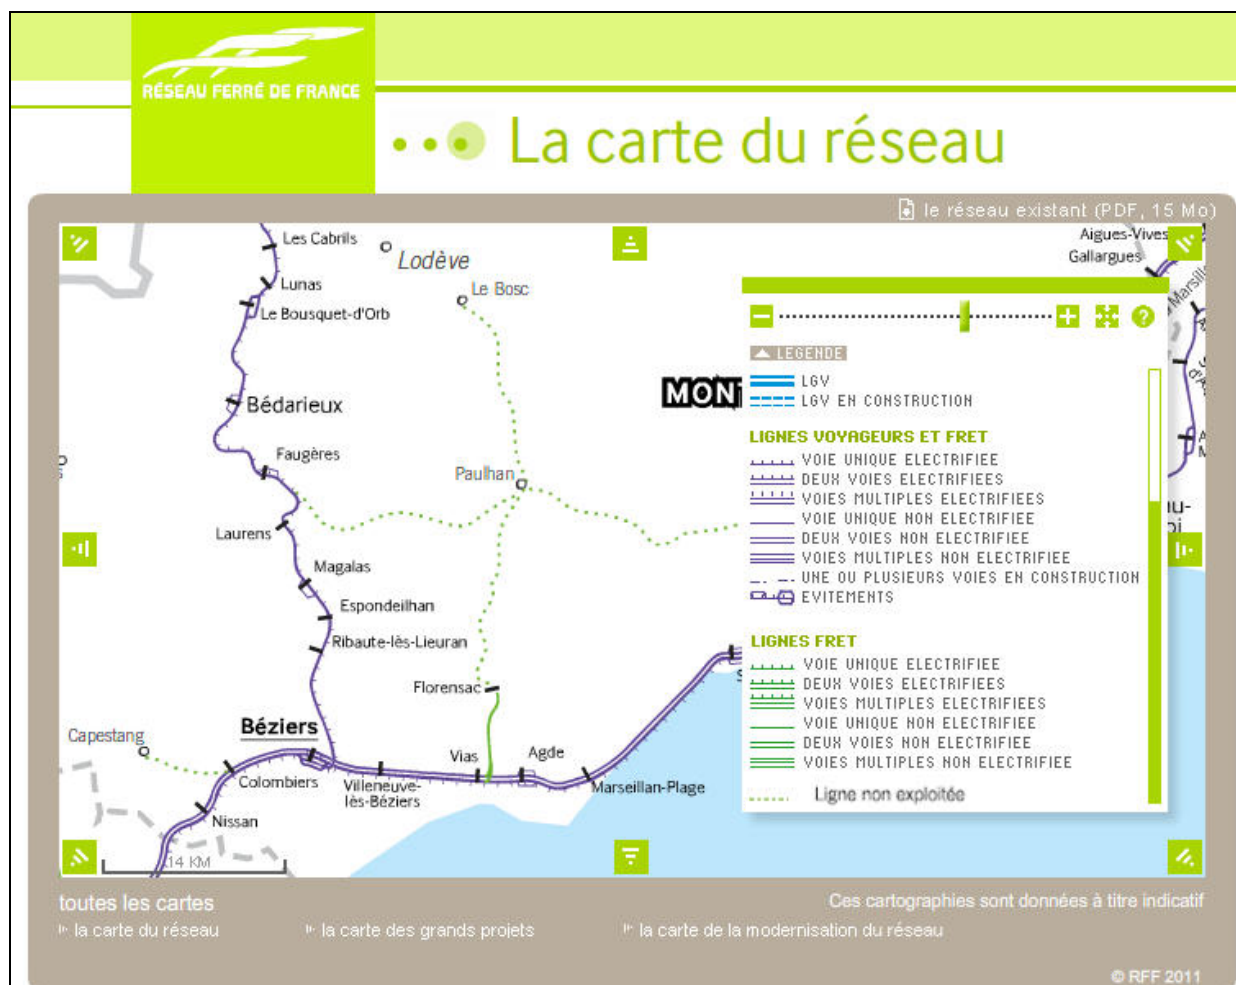 RÉSEAU FERRÉ DE FRANCE
La carte du réseau
le réseau existant (PDF, 15 Mo)
Les Cabrils
Lodève
Aigues-Vives
Gallargues
Lunas
Le Bosc
Le Bousquet-d'Orb
Marseill
LEGENDE
LGV
LGV EN CONSTRUCTION
MON
Bédarieux
LIGNES VOYAGEURS ET FRET
VOIE UNIQUE ELECTRIFIEE
DEUX VOIES ELECTRIFIEES
VOIES MULTIPLES ELECTRIFIEES
VOIE UNIQUE NON ELECTRIFIEE
DEUX VOIES NON ELECTRIFIEE
VOIES MULTIPLES NON ELECTRIFIEE
UNE OU PLUSIEURS VOIES EN CONSTRUCTION
EVITEMENTS
Faugères
Paulhan
Laurens
Magalas
Espondeilhan
Ribaute-lès-Lieuran
Florensac
LIGNES FRET
VOIE UNIQUE ELECTRIFIEE
DEUX VOIES ELECTRIFIEES
VOIES MULTIPLES ELECTRIFIEES
VOIE UNIQUE NON ELECTRIFIEE
DEUX VOIES NON ELECTRIFIEE
VOIES MULTIPLES NON ELECTRIFIEE
Ligne non exploitée
Capestang
Béziers
Vias
Agde
Colombiers
Villeneuve-
lès-Béziers
Marseillan-Plage
Nissan
14 KM
toutes les cartes
Ces cartographies sont données à titre indicatif
la carte du réseau
la carte des grands projets
la carte de la modernisation du réseau
© RFF 2011